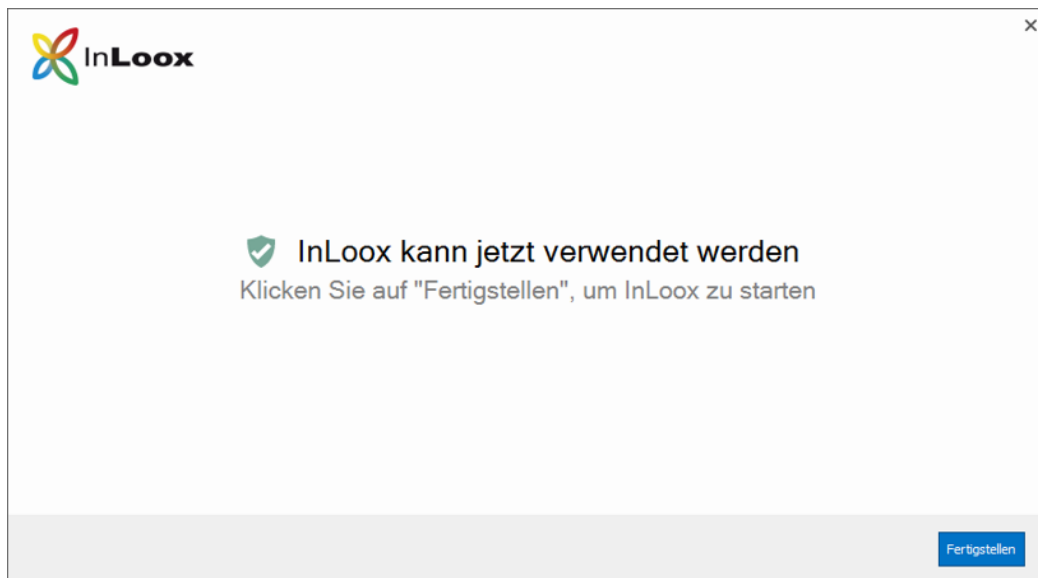 InLoox
InLoox kann jetzt verwendet werden
Klicken Sie auf "Fertigstellen", um InLoox zu starten
Fertigstellen